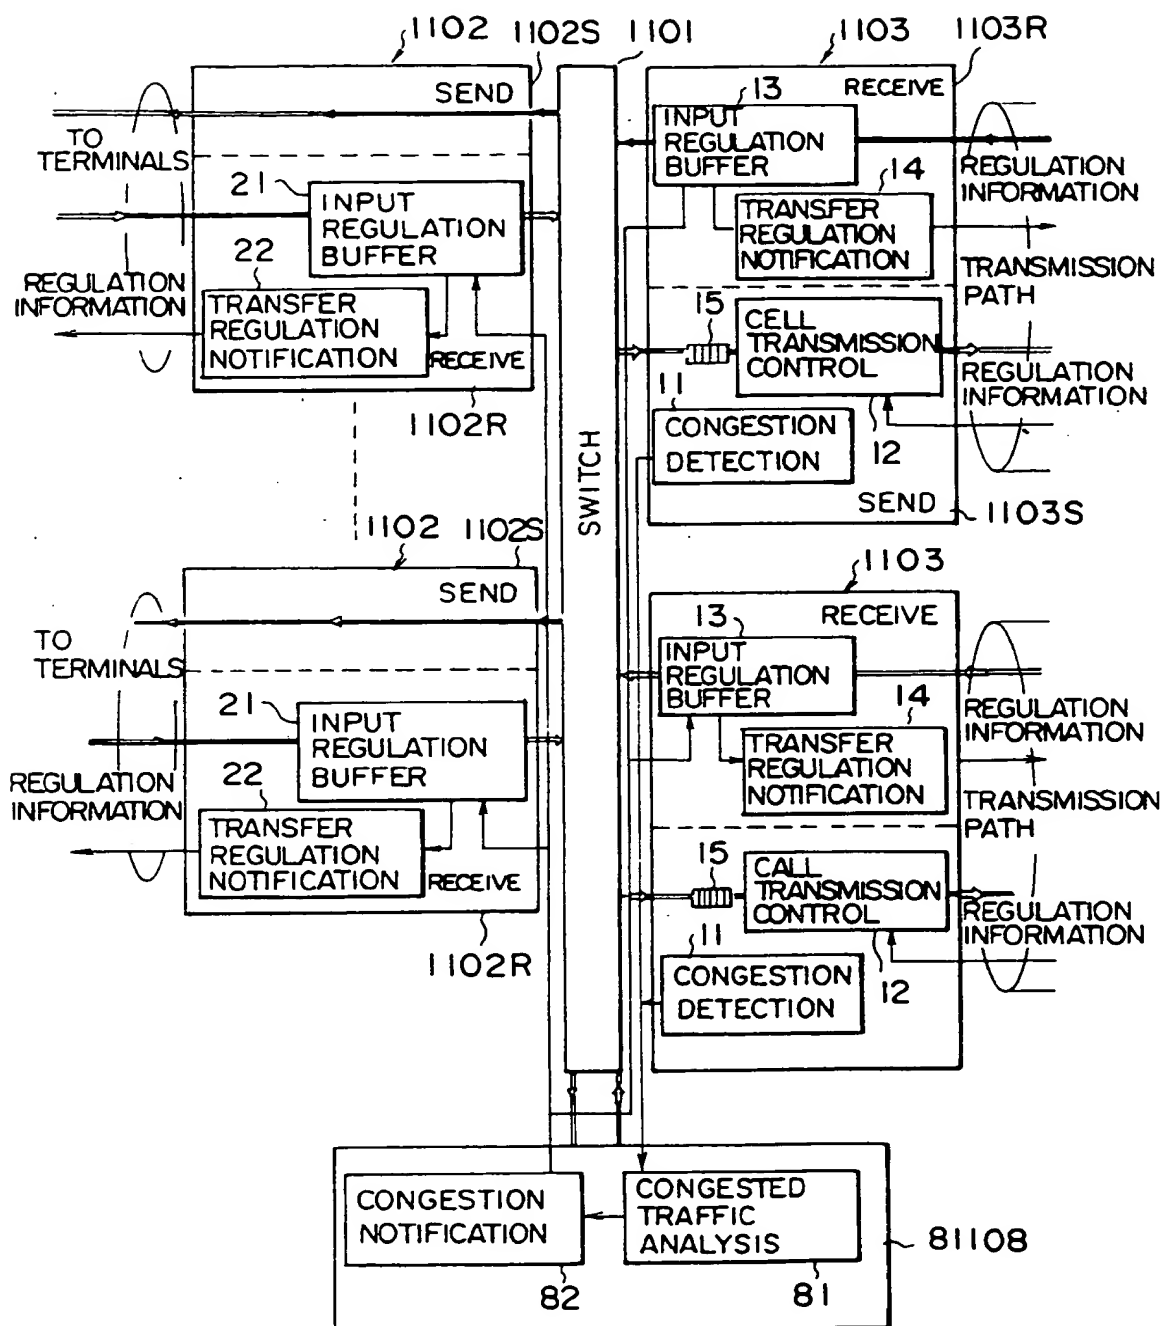 1102
1102S
1101
1103
1103R
SEND
13
RECEIVE
INPUT
REGULATION
BUFFER
TO
TERMINALS
REGULATION
INFORMATION
21
14
INPUT
REGULATION
BUFFER
TRANSFER
REGULATION
NOTIFICATION
22
REGULATION
INFORMATION
TRANSMISSION
PATH
TRANSFER
REGULATION
NOTIFICATION
RECEIVE
15
CELL
TRANSMISSION
CONTROL
REGULATION
INFORMATION
1102R
11
CONGESTION
DETECTION
12
SWITCH
SEND
1103S
1102
1102S
1103
SEND
13
RECEIVE
TO
TERMINALS
INPUT
REGULATION
BUFFER
21
14
REGULATION
INFORMATION
INPUT
REGULATION
BUFFER
TRANSFER
REGULATION
NOTIFICATION
22
REGULATION
INFORMATION
TRANSMISSION
PATH
TRANSFER
REGULATION
NOTIFICATION
RECEIVE
15
CALL
TRANSMISSION
CONTROL
REGULATION
INFORMATION
1102R
11
12
CONGESTION
DETECTION
CONGESTION
NOTIFICATION
CONGESTED
TRAFFIC
ANALYSIS
81108
82
81